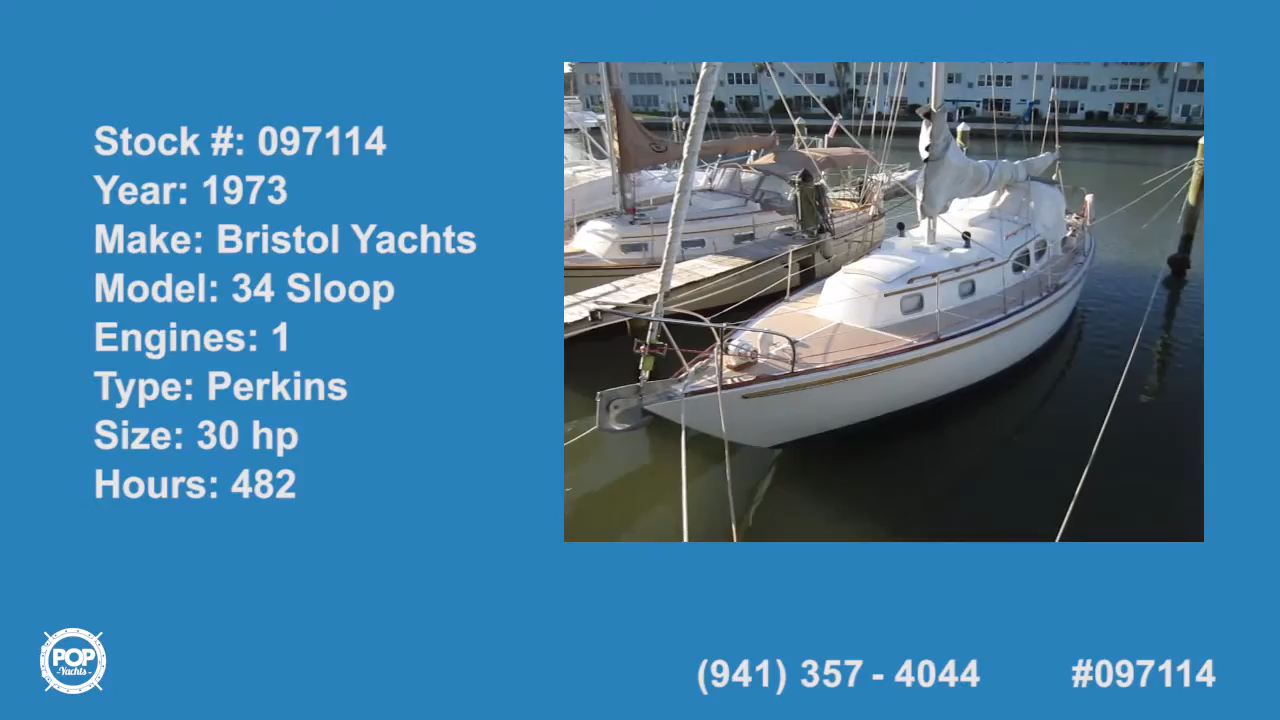 Stock #: 097114
Year: 1973
Make: Bristol Yachts
Model: 34 Sloop
Engines: 1
Type: Perkins
Size: 30 hp
Hours: 482
POP
-Yachts-
(941) 357 - 4044
#097114